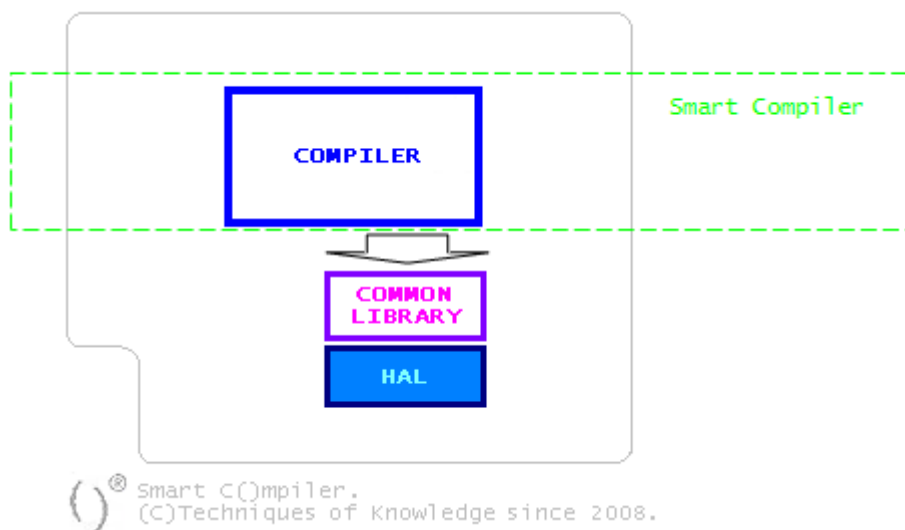 Smart Compiler
COMPILER
COMMON
LIBRARY
HAL
()® Smart C()mpiler.
(C)Techniques of Knowledge since 2008.